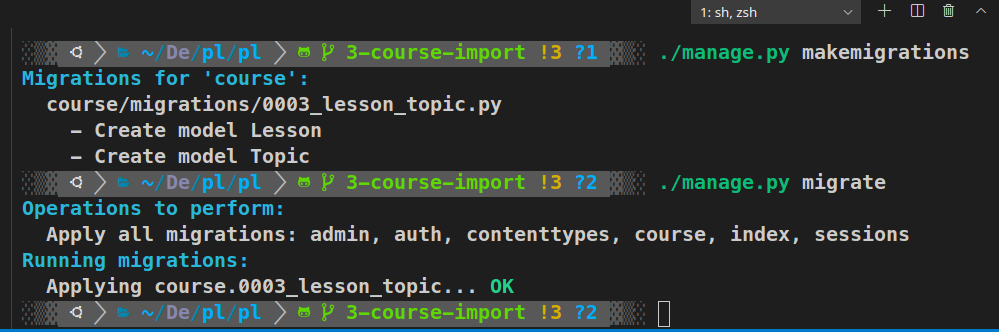 1: sh, zsh
~/De/pl/pl 3-course-import !3 ?1 ./manage.py makemigrations
Migrations for 'course':
course/migrations/0003_lesson_topic.py
- Create model Lesson
- Create model Topic
~/De/pl/pl 3-course-import !3 ?2 ./manage.py migrate
Operations to perform:
Apply all migrations: admin, auth, contenttypes, course, index, sessions
Running migrations:
Applying course.0003_lesson_topic... OK
~/De/pl/pl 3-course-import !3 ?2